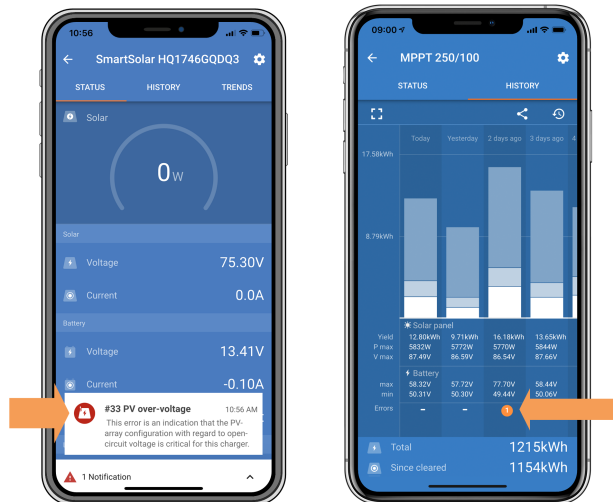 10:56
SmartSolar HQ1746GQDQ3
STATUS HISTORY TRENDS
Solar
0W
Solar
Voltage 75.30V
Current 0.0A
Battery
Voltage 13.41V
Current -0.10A
#33 PV over-voltage 10:56 AM
This error is an indication that the PV-
array configuration with regard to open-
circuit voltage is critical for this charger.
1 Notification
09:00
MPPT 250/100
STATUS HISTORY
Today Yesterday 2 days ago 3 days ago 4
17.58kWh
8.79kWh
Solar panel
Yield 12.80kWh 9.71kWh 16.18kWh 13.65kWh
P max 5832W 5772W 5770W 5844W
V max 87.49V 86.59V 86.54V 87.66V
Battery
max 58.32V 57.72V 77.70V 58.44V
min 50.31V 50.30V 49.44V 50.06V
Errors – – 1
Total 1215kWh
Since cleared 1154kWh